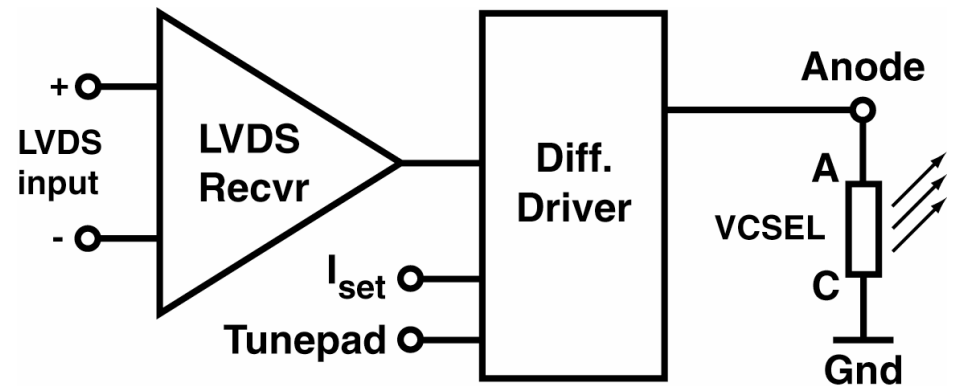 +
LVDS
input
-
LVDS
Recvr
Iset
Tunepad
Diff.
Driver
Anode
A
VCSEL
C
Gnd